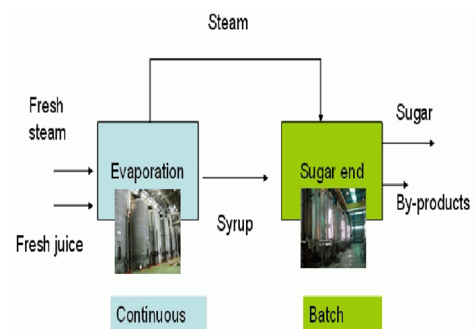 Steam
Fresh
steam
Evaporation
Fresh juice
Syrup
Sugar end
Sugar
By-products
Continuous
Batch